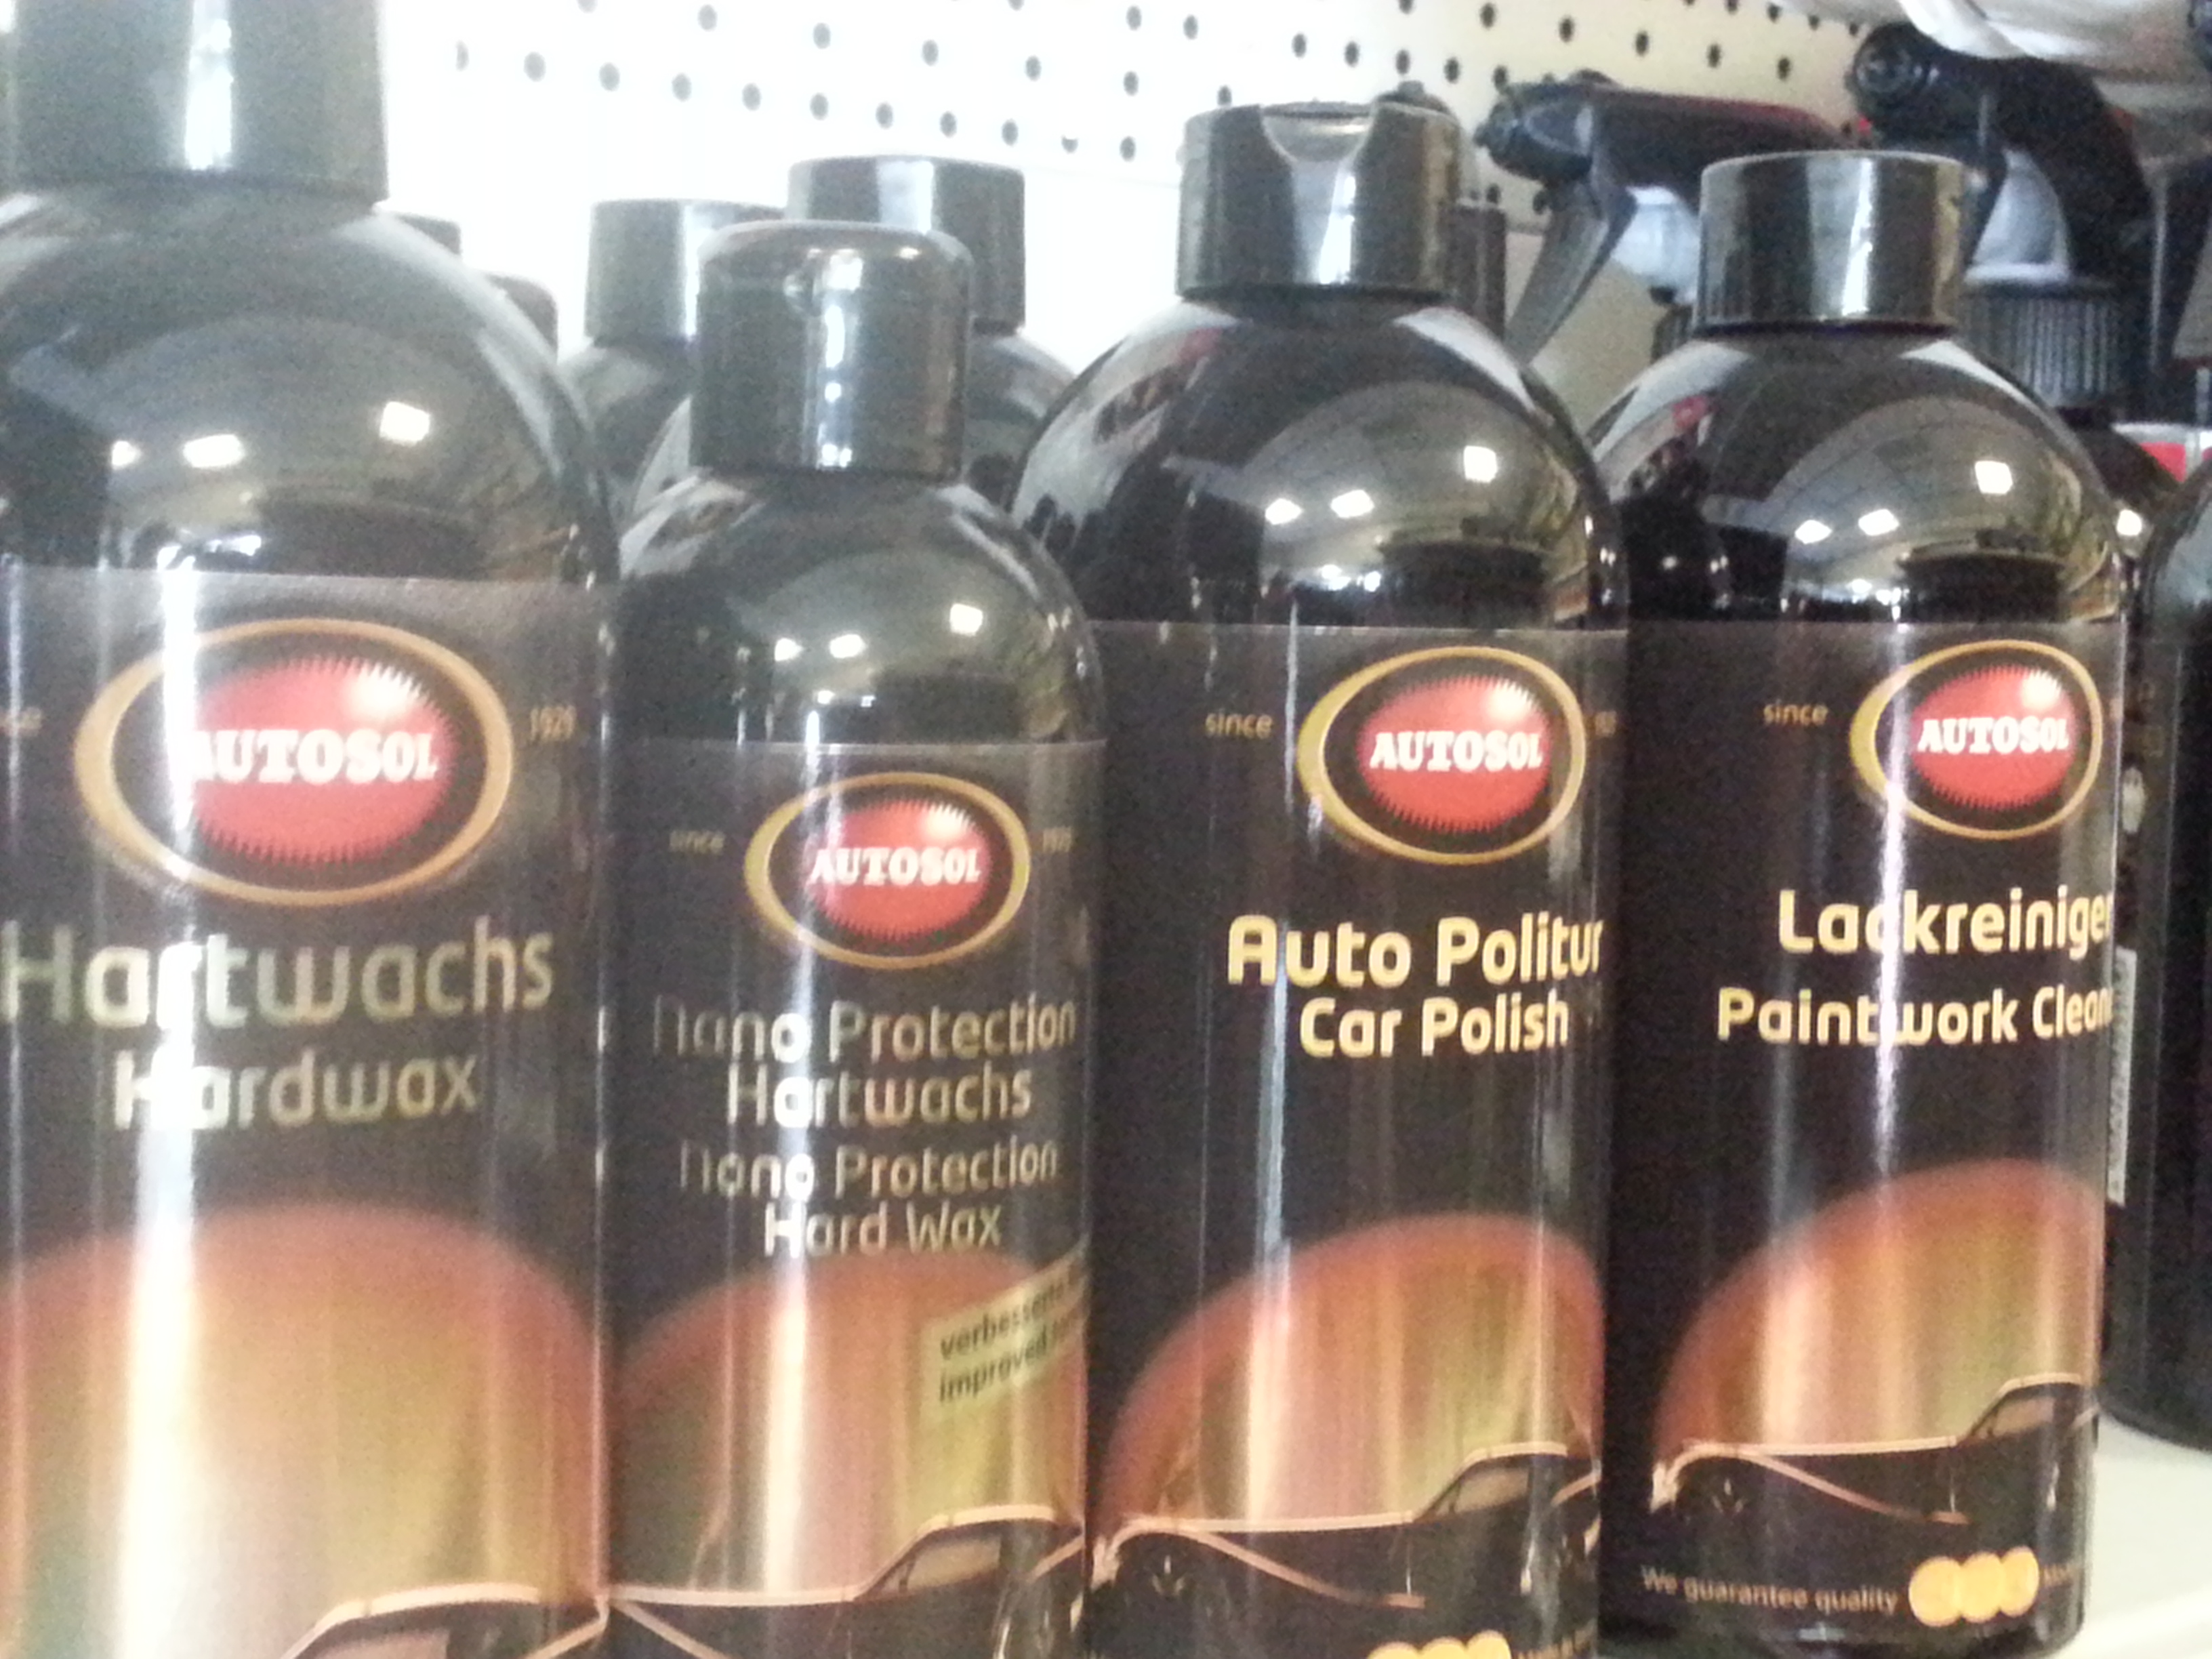 AUTOSOL
1929
Hartwachs
Hardwax
since
AUTOSOL
Nano Protection
Hartwachs
Nano Protection
Hard Wax
improved
since
AUTOSOL
Auto Politur
Car Polish
since
AUTOSOL
Lackreiniger
Paintwork Clean
We guarantee quality